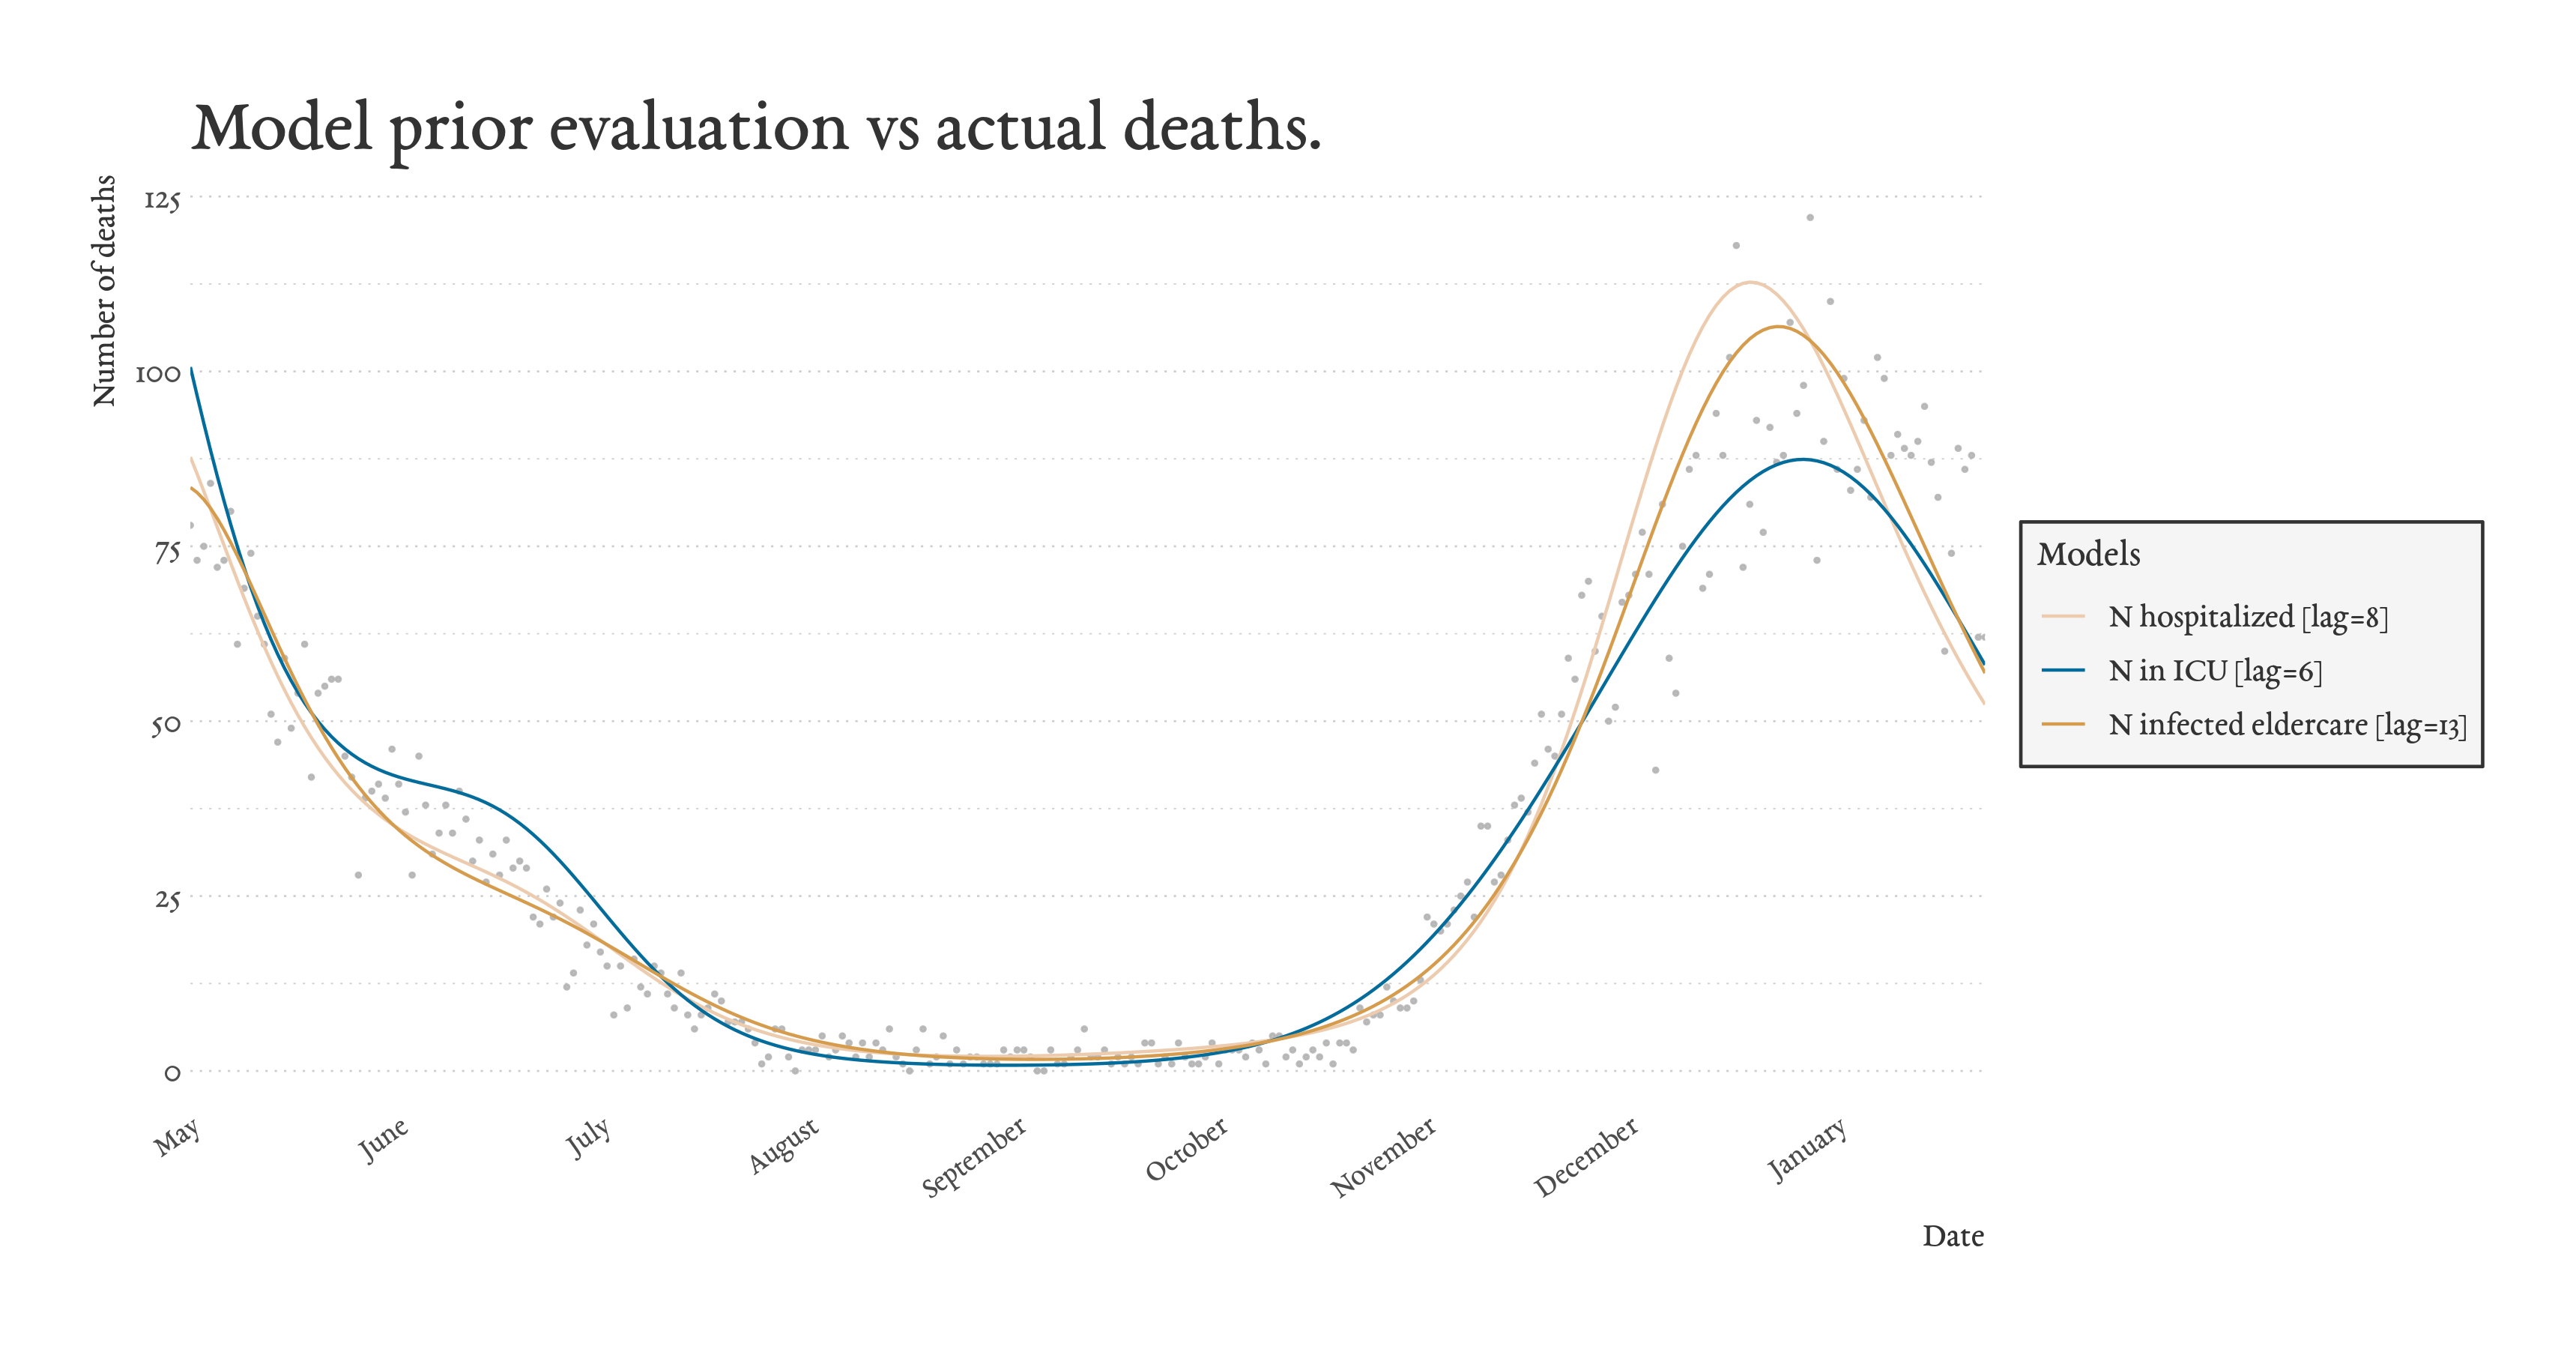 Model prior evaluation vs actual deaths.
Number of deaths
125
100
75
50
25
0
May
June
July
August
September
October
November
December
January
Date
Models
N hospitalized [lag=8]
N in ICU [lag=6]
N infected eldercare [lag=13]